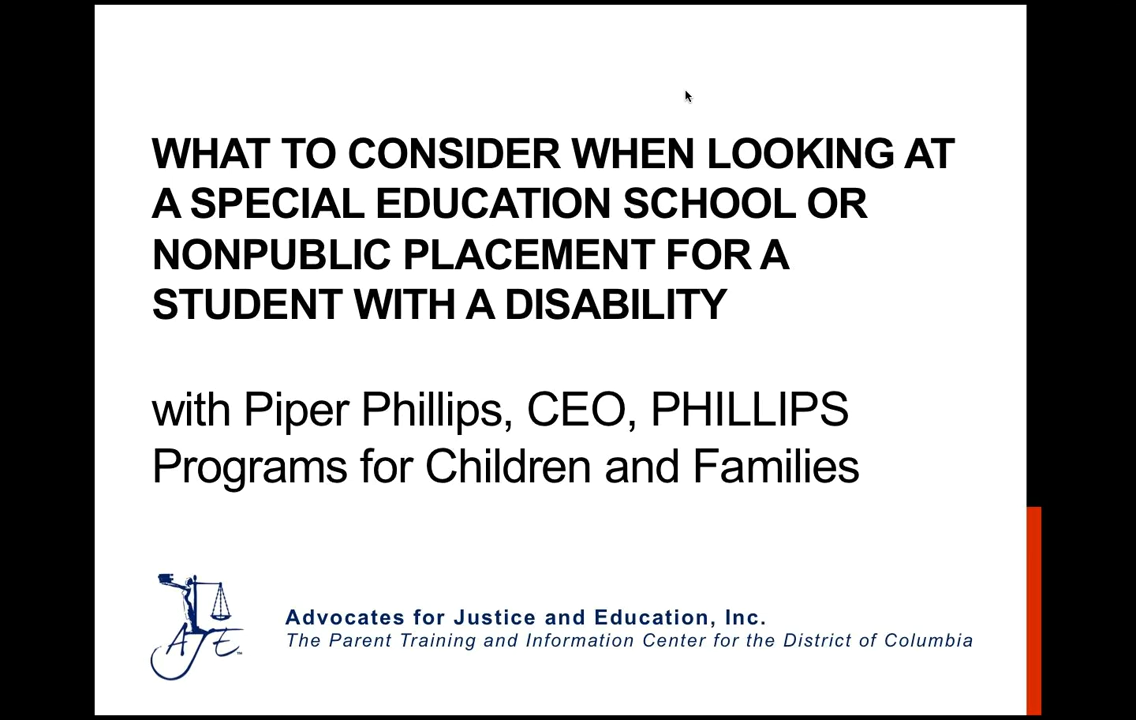 WHAT TO CONSIDER WHEN LOOKING AT
A SPECIAL EDUCATION SCHOOL OR
NONPUBLIC PLACEMENT FOR A
STUDENT WITH A DISABILITY
with Piper Phillips, CEO, PHILLIPS
Programs for Children and Families
AJE
Advocates for Justice and Education, Inc.
The Parent Training and Information Center for the District of Columbia